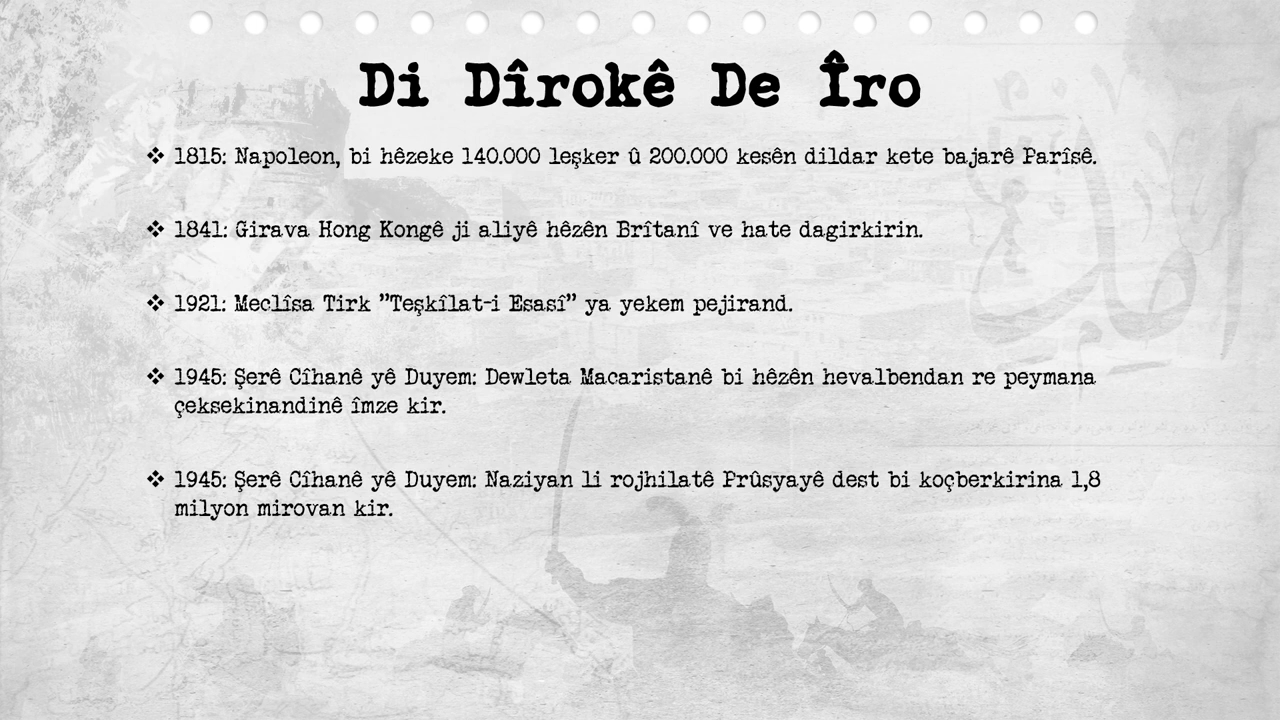 Di Dîrokê De Îro
❖ 1815: Napoleon, bi hêzeke 140.000 leşker û 200.000 kesên dildar kete bajarê Parîsê.
❖ 1841: Girava Hong Kongê ji aliyê hêzên Brîtanî ve hate dagirkirin.
❖ 1921: Meclîsa Tirk ”Teşkîlat-i Esasî” ya yekem pejirand.
❖ 1945: Şerê Cîhanê yê Duyem: Dewleta Macaristanê bi hêzên hevalbendan re peymana
çeksekinandinê îmze kir.
❖ 1945: Şerê Cîhanê yê Duyem: Naziyan li rojhilatê Prûsyayê dest bi koçberkirina 1,8
milyon mirovan kir.